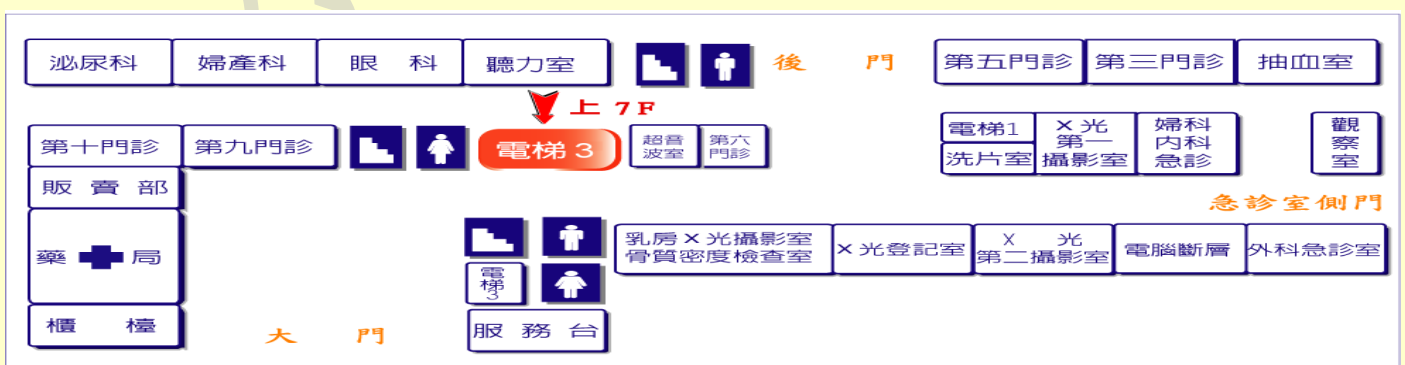 泌尿科
婦產科
眼 科
聽力室
後 門
第五門診
第三門診
抽血室
上 7F
第十門診
第九門診
電梯 3
超音
波室
第六
門診
電梯1
洗片室
X 光
第一
攝影室
婦科
內科
急診
觀
察
室
販 賣 部
急診室側門
藥 局
乳房X光攝影室
骨質密度檢查室
X光登記室
X 光
第二攝影室
電腦斷層
外科急診室
電
梯
3
櫃 檯
大 門
服 務 台